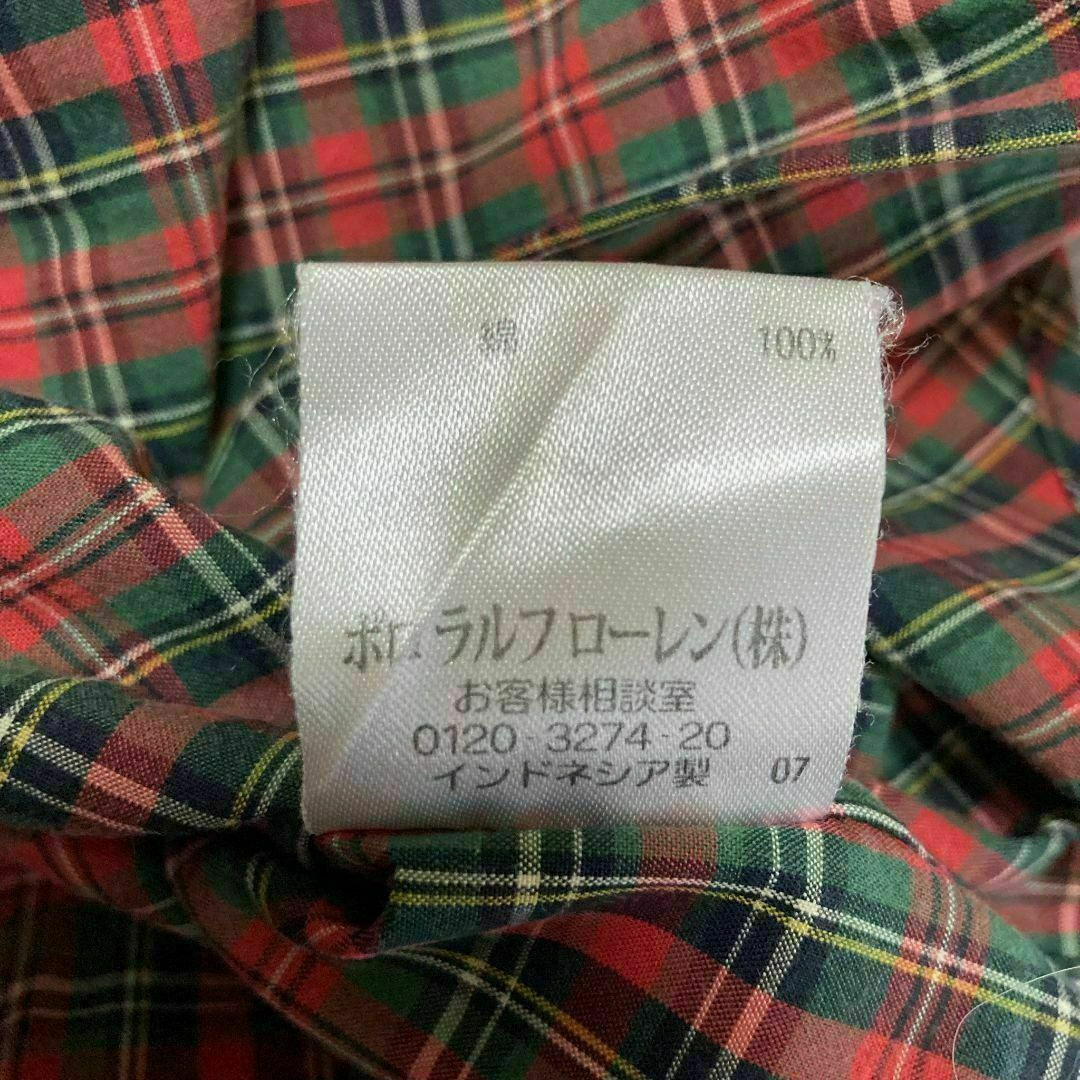 綿 100%
ポロ ラルフ ローレン(株)
お客様相談室
0120-3274-20
インドネシア製 07